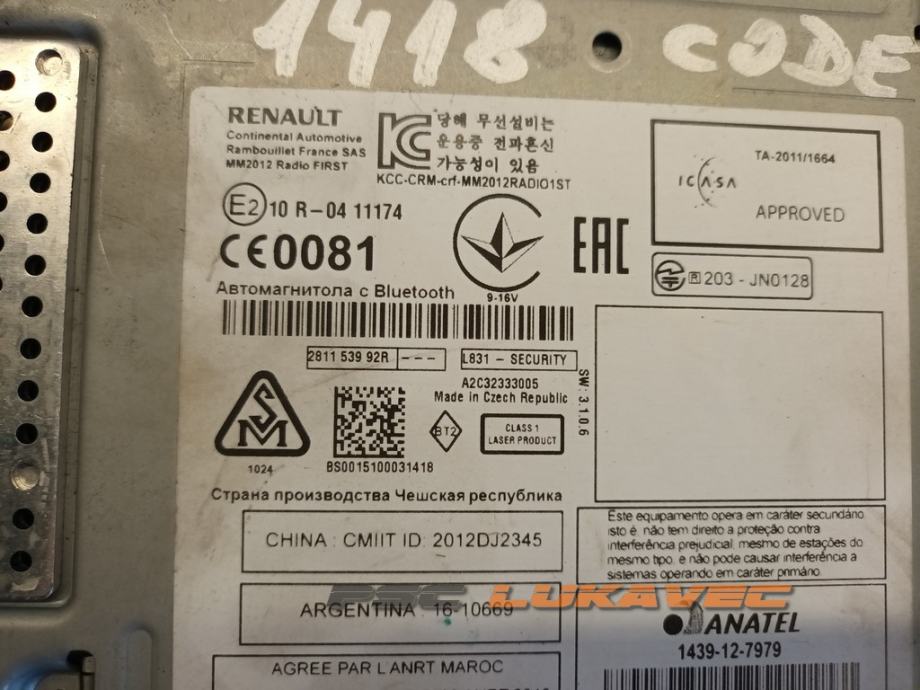 1418 CODE
RENAULT
Continental Automotive
Rambouillet France SAS
MM2012 Radio FIRST
KC
당해 무선설비는
운용중 전파혼신
가능성이 있음
KCC-CRM-crf-MM2012RADIO1ST
TA-2011/1664
ICASA
APPROVED
E2 10 R-04 11174
CE0081
9-16V
EAC
R 203 - JN0128
Автомагнитола с Bluetooth
2811 539 92R ---
L831 - SECURITY
A2C32333005
Made in Czech Republic
SW: 3.1.0.6
SM
1024
BS0015100031418
BT2
CLASS 1
LASER PRODUCT
Страна производства Чешская республика
CHINA : CMIIT ID: 2012DJ2345
ARGENTINA 16-10669
AGREE PAR L'ANRT MAROC
Este equipamento opera em caráter secundário
isto é, não tem direito a proteção contra
interferência prejudicial, mesmo de estações do
mesmo tipo, e não pode causar interferência a
sistemas operando em caráter primário.
PSC LUKAVEC
ANATEL
1439-12-7979